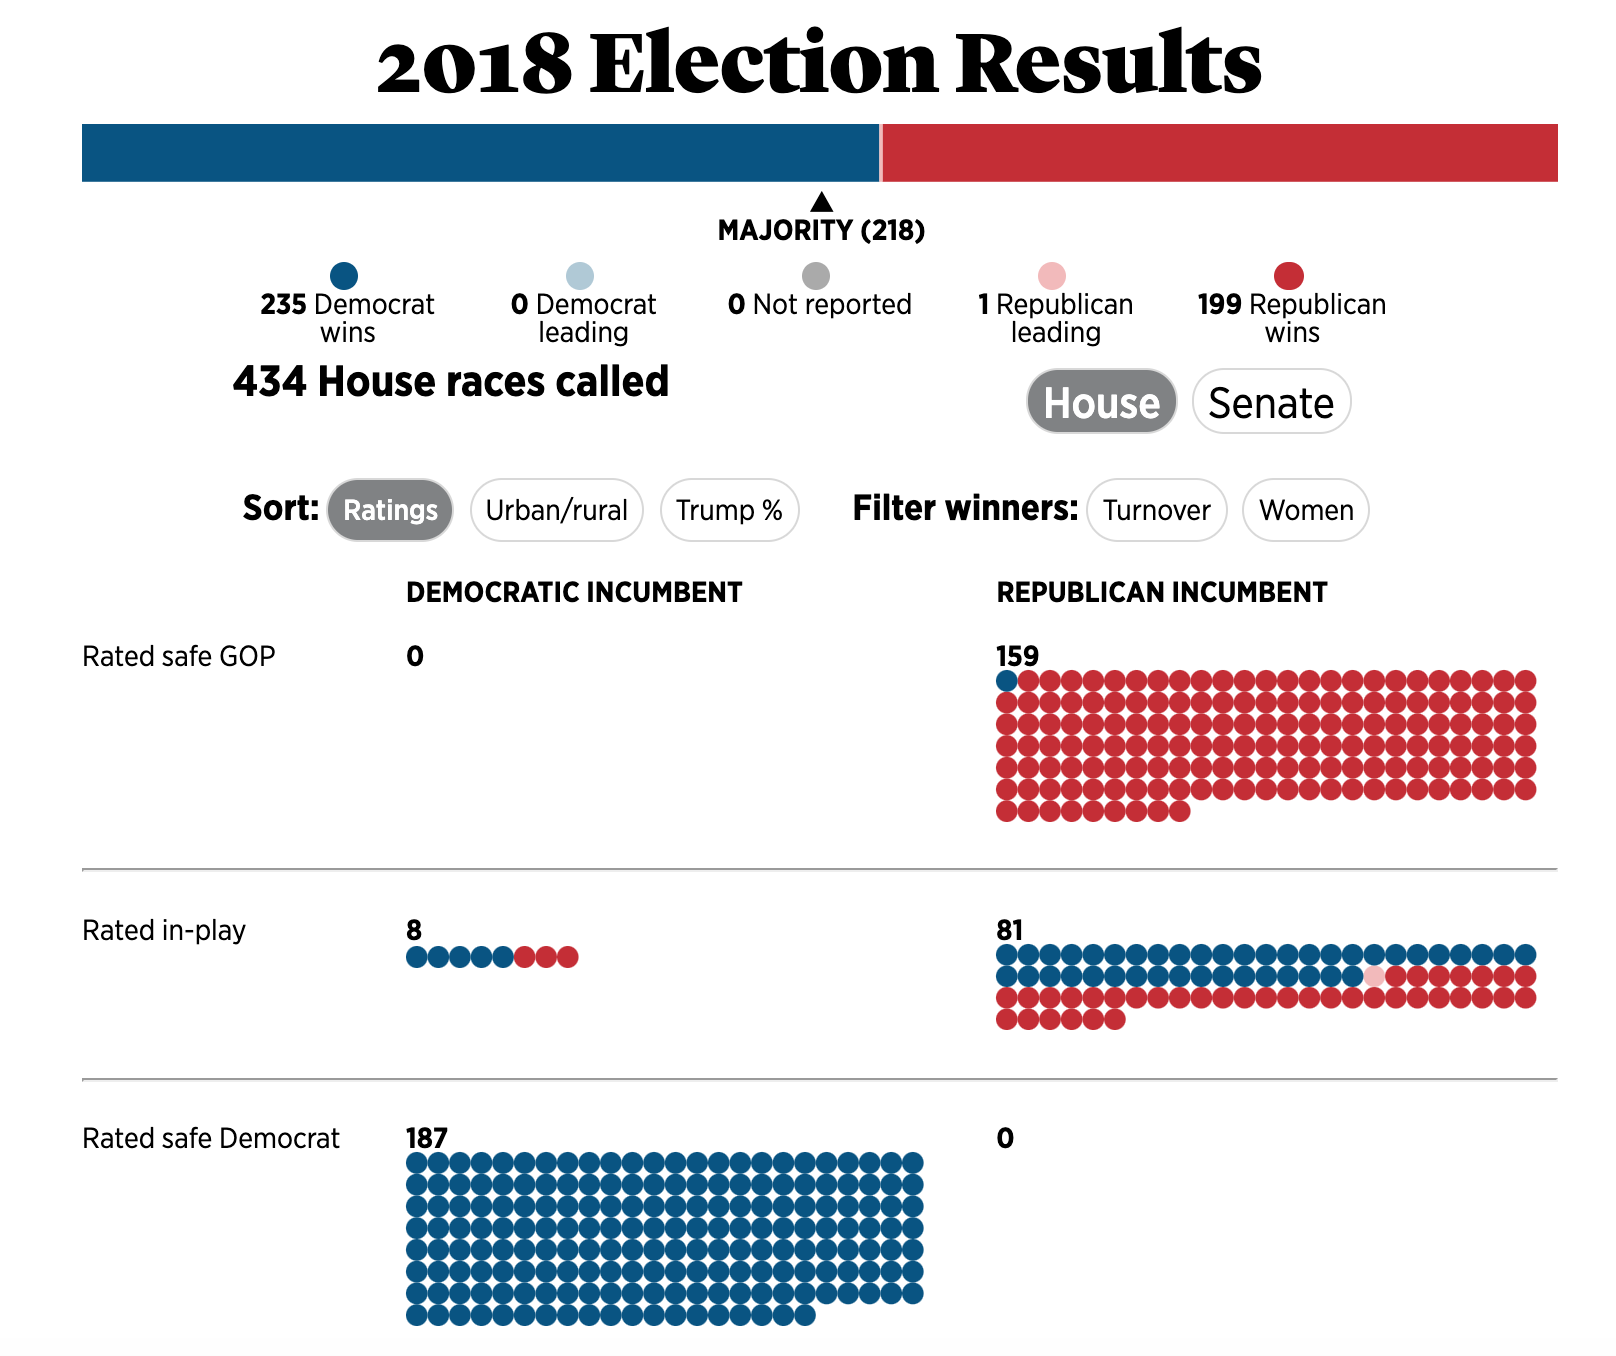 2018 Election Results
MAJORITY (218)
235 Democrat
wins
0 Democrat
leading
0 Not reported
1 Republican
leading
199 Republican
wins
434 House races called
House
Senate
Sort: Ratings Urban/rural Trump % Filter winners: Turnover Women
DEMOCRATIC INCUMBENT
REPUBLICAN INCUMBENT
Rated safe GOP
0
159
Rated in-play
8
81
Rated safe Democrat
187
0